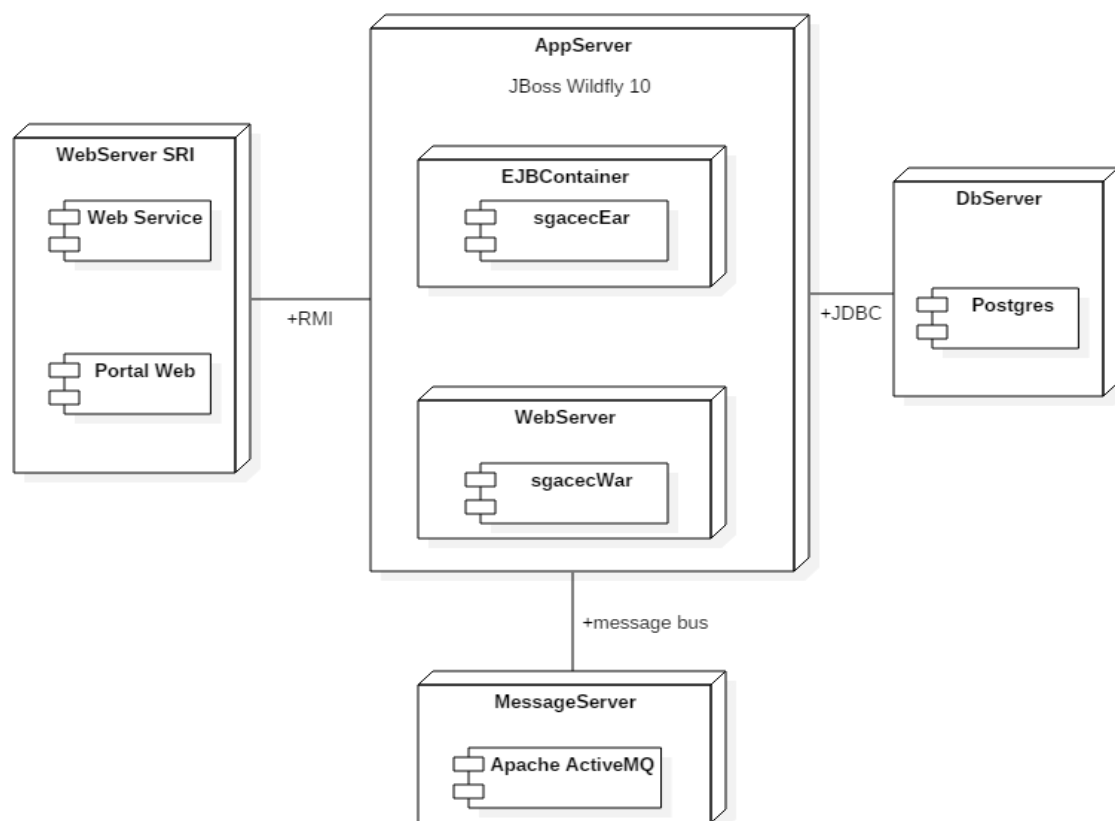 AppServer
JBoss Wildfly 10
WebServer SRI
Web Service
Portal Web
+RMI
EJBContainer
sgacecEar
WebServer
sgacecWar
+JDBC
DbServer
Postgres
+message bus
MessageServer
Apache ActiveMQ